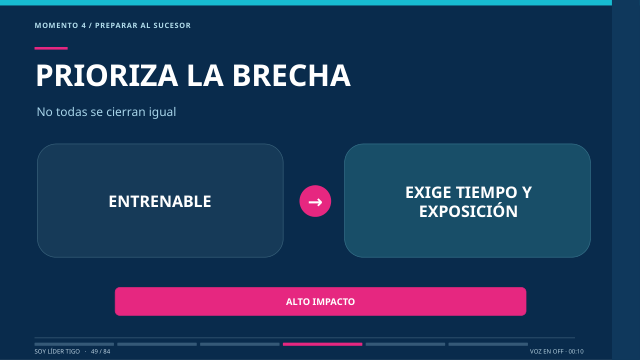 MOMENTO 4 / PREPARAR AL SUCESOR
PRIORIZA LA BRECHA
No todas se cierran igual
ENTRENABLE
→
EXIGE TIEMPO Y
EXPOSICIÓN
ALTO IMPACTO
SOY LÍDER TIGO · 49 / 84
VOZ EN OFF · 00:10